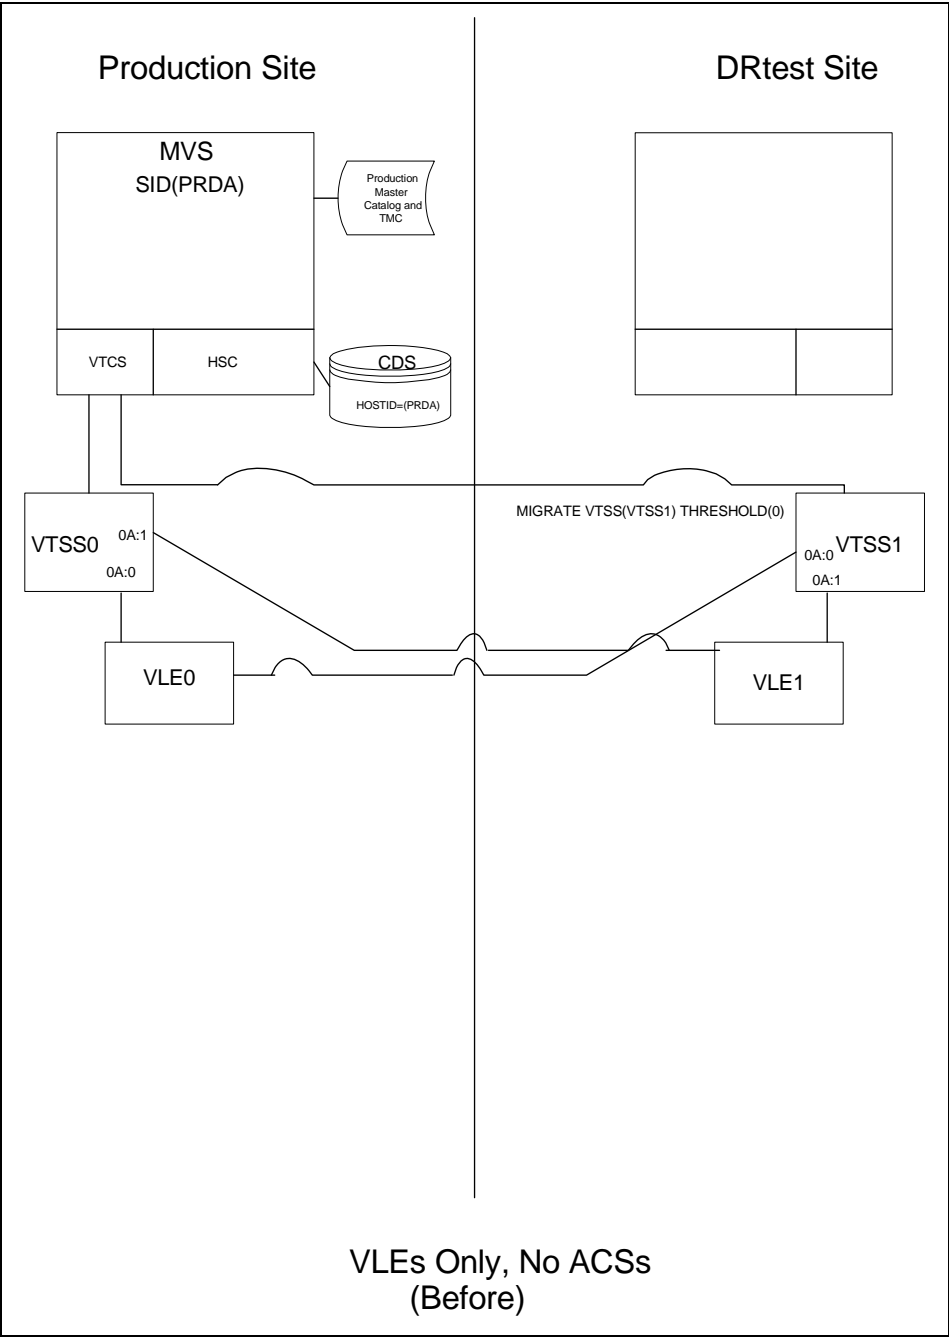 Production Site
DRtest Site
MVS
SID(PRDA)
Production
Master
Catalog and
TMC
VTCS
HSC
CDS
HOSTID=(PRDA)
MIGRATE VTSS(VTSS1) THRESHOLD(0)
VTSS0
0A:1
0A:0
0A:0
VTSS1
0A:1
VLE0
VLE1
VLEs Only, No ACSs
(Before)